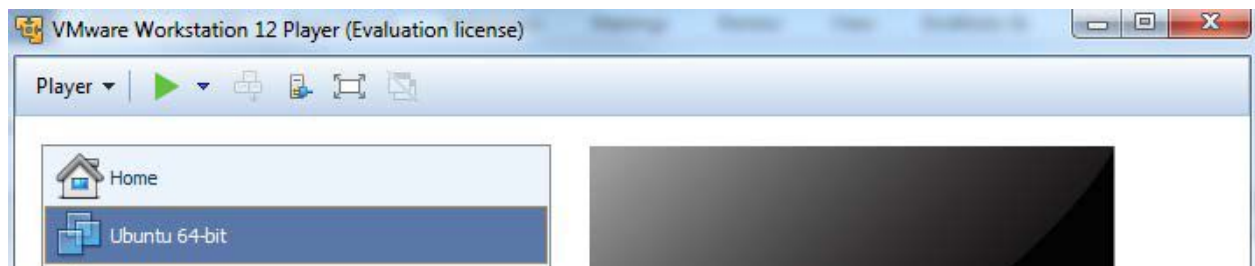 VMware Workstation 12 Player (Evaluation license)
Player
Home
Ubuntu 64-bit